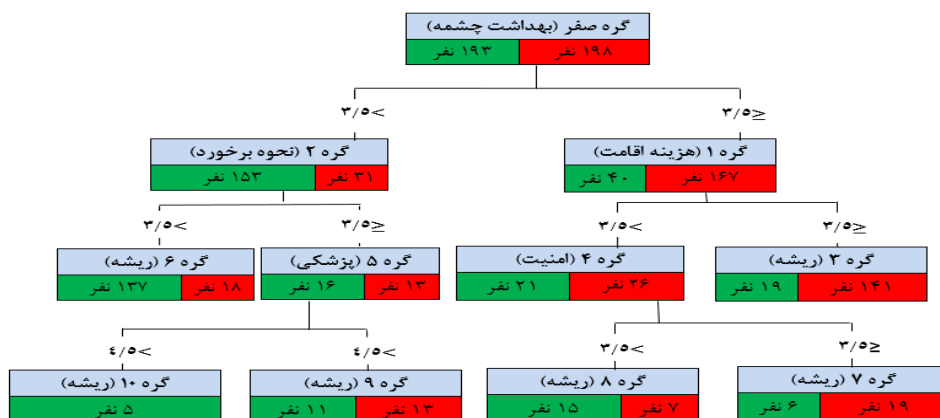 گره صفر (بهداشت چشمه)
۱۹۸ نفر ۱۹۳ نفر
۳/۵≥ ۳/۵<
گره ۱ (هزینه اقامت) گره ۲ (نحوه برخورد)
۱۶۷ نفر ۴۰ نفر ۳۱ نفر ۱۵۳ نفر
۳/۵≥ ۳/۵< ۳/۵≥ ۳/۵<
گره ۳ (ریشه) گره ۴ (امنیت) گره ۵ (پزشکی) گره ۶ (ریشه)
۱۴۱ نفر ۱۹ نفر ۲۶ نفر ۲۱ نفر ۱۳ نفر ۱۶ نفر ۱۸ نفر ۱۳۷ نفر
۳/۵≥ ۳/۵< ٤/٥< ٤/٥<
گره ۷ (ریشه) گره ۸ (ریشه) گره ۹ (ریشه) گره ۱۰ (ریشه)
۱۹ نفر ۶ نفر ۷ نفر ۱۵ نفر ۱۳ نفر ۱۱ نفر ۵ نفر